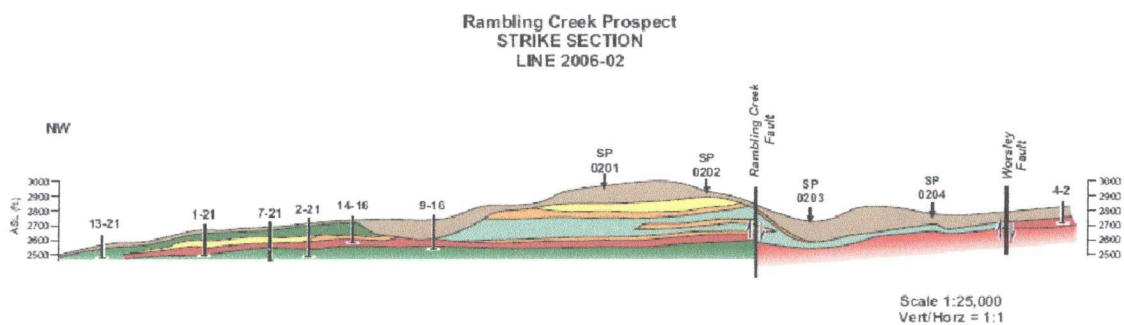 Rambling Creek Prospect
STRIKE SECTION
LINE 2006-02
NW
Rambling Creek
Fault
Worsley
Fault
SP
0201
SP
0202
SP
0203
SP
0204
13-21
1-21
7-21
2-21
14-16
9-16
4-2
ASL (ft)
3000
2900
2800
2700
2600
2500
3000
2900
2800
2700
2600
2500
Scale 1:25,000
Vert/Horz = 1:1